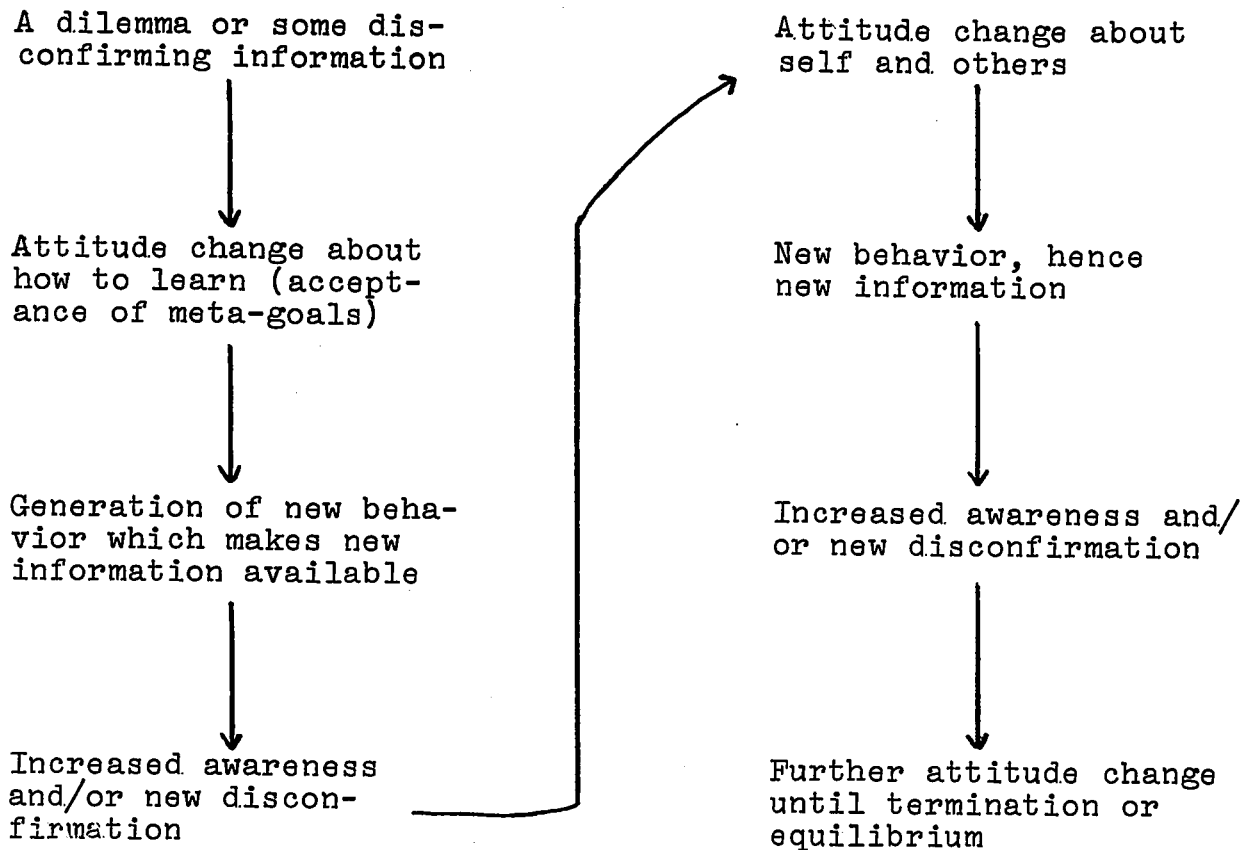 A dilemma or some dis-
confirming information
Attitude change about
how to learn (accept-
ance of meta-goals)
Generation of new beha-
vior which makes new
information available
Increased awareness
and/or new discon-
firmation
Attitude change about
self and others
New behavior, hence
new information
Increased awareness and/
or new disconfirmation
Further attitude change
until termination or
equilibrium